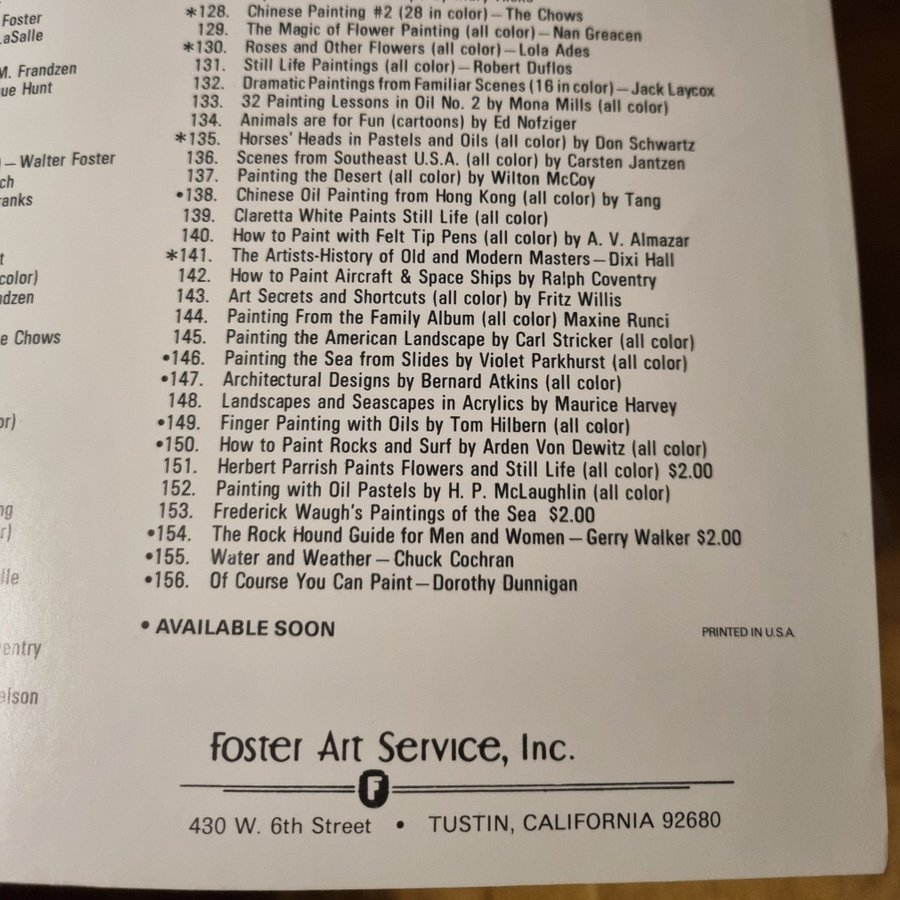 Foster
LaSalle
M. Frandzen
ue Hunt
— Walter Foster
ch
ranks
t
color)
dzen
e Chows
or)
ng
r)
lle
entry
elson
*128. Chinese Painting #2 (28 in color) — The Chows
129. The Magic of Flower Painting (all color) — Nan Greacen
*130. Roses and Other Flowers (all color) — Lola Ades
131. Still Life Paintings (all color) — Robert Duflos
132. Dramatic Paintings from Familiar Scenes (16 in color) — Jack Laycox
133. 32 Painting Lessons in Oil No. 2 by Mona Mills (all color)
134. Animals are for Fun (cartoons) by Ed Nofziger
*135. Horses' Heads in Pastels and Oils (all color) by Don Schwartz
136. Scenes from Southeast U.S.A. (all color) by Carsten Jantzen
137. Painting the Desert (all color) by Wilton McCoy
•138. Chinese Oil Painting from Hong Kong (all color) by Tang
139. Claretta White Paints Still Life (all color)
140. How to Paint with Felt Tip Pens (all color) by A. V. Almazar
*141. The Artists-History of Old and Modern Masters — Dixi Hall
142. How to Paint Aircraft & Space Ships by Ralph Coventry
143. Art Secrets and Shortcuts (all color) by Fritz Willis
144. Painting From the Family Album (all color) Maxine Runci
145. Painting the American Landscape by Carl Stricker (all color)
•146. Painting the Sea from Slides by Violet Parkhurst (all color)
•147. Architectural Designs by Bernard Atkins (all color)
148. Landscapes and Seascapes in Acrylics by Maurice Harvey
•149. Finger Painting with Oils by Tom Hilbern (all color)
•150. How to Paint Rocks and Surf by Arden Von Dewitz (all color)
151. Herbert Parrish Paints Flowers and Still Life (all color) $2.00
152. Painting with Oil Pastels by H. P. McLaughlin (all color)
153. Frederick Waugh's Paintings of the Sea $2.00
•154. The Rock Hound Guide for Men and Women — Gerry Walker $2.00
•155. Water and Weather — Chuck Cochran
•156. Of Course You Can Paint — Dorothy Dunnigan
• AVAILABLE SOON
PRINTED IN U.S.A.
Foster Art Service, Inc.
F
430 W. 6th Street • TUSTIN, CALIFORNIA 92680